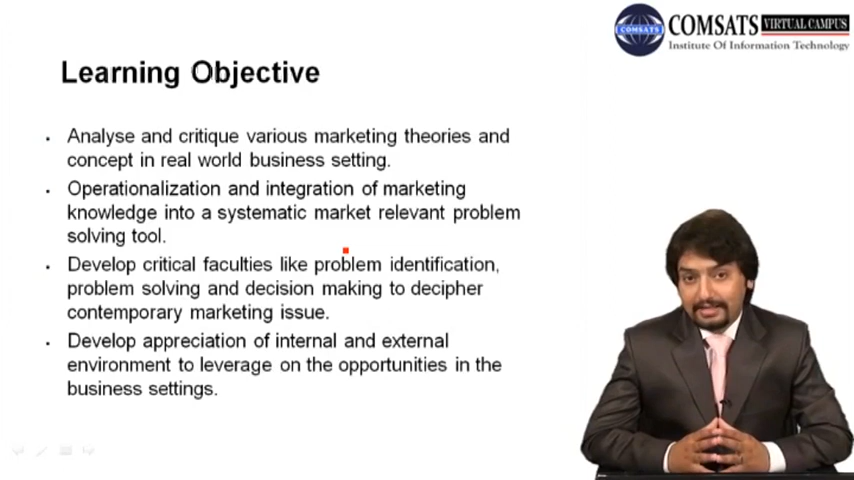 COMSATS
COMSATS VIRTUAL CAMPUS
Institute Of Information Technology
Learning Objective
Analyse and critique various marketing theories and
concept in real world business setting.
Operationalization and integration of marketing
knowledge into a systematic market relevant problem
solving tool.
Develop critical faculties like problem identification,
problem solving and decision making to decipher
contemporary marketing issue.
Develop appreciation of internal and external
environment to leverage on the opportunities in the
business settings.